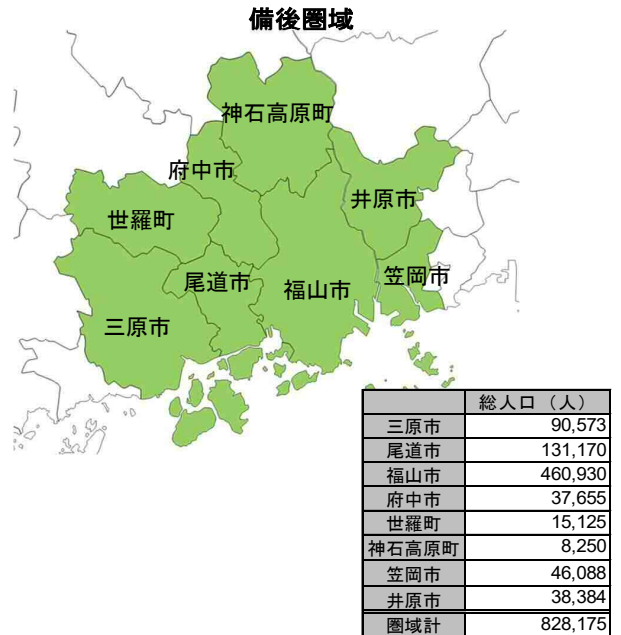 備後圏域
神石高原町
府中市
井原市
世羅町
尾道市
福山市
笠岡市
三原市
総人口（人）
三原市 90,573
尾道市 131,170
福山市 460,930
府中市 37,655
世羅町 15,125
神石高原町 8,250
笠岡市 46,088
井原市 38,384
圏域計 828,175